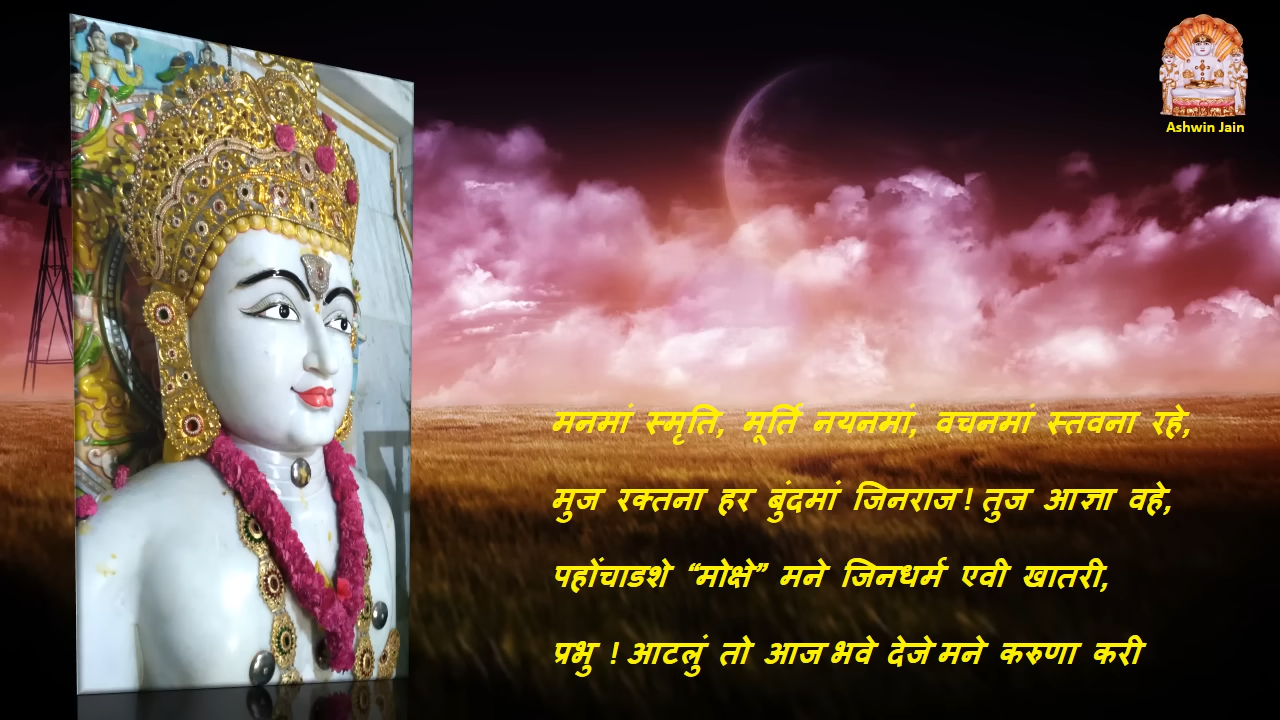 Ashwin Jain
मनमां स्मृति, मूर्ति नयनमां, वचनमां स्तवना रहे,
मुज रक्तना हर बुंदमां जिनराज ! तुज आज्ञा वहे,
पहोंचाडशे “मोक्षे” मने जिनधर्म एवी खातरी,
प्रभु ! आटलुं तो आज भवे देजे मने करुणा करी